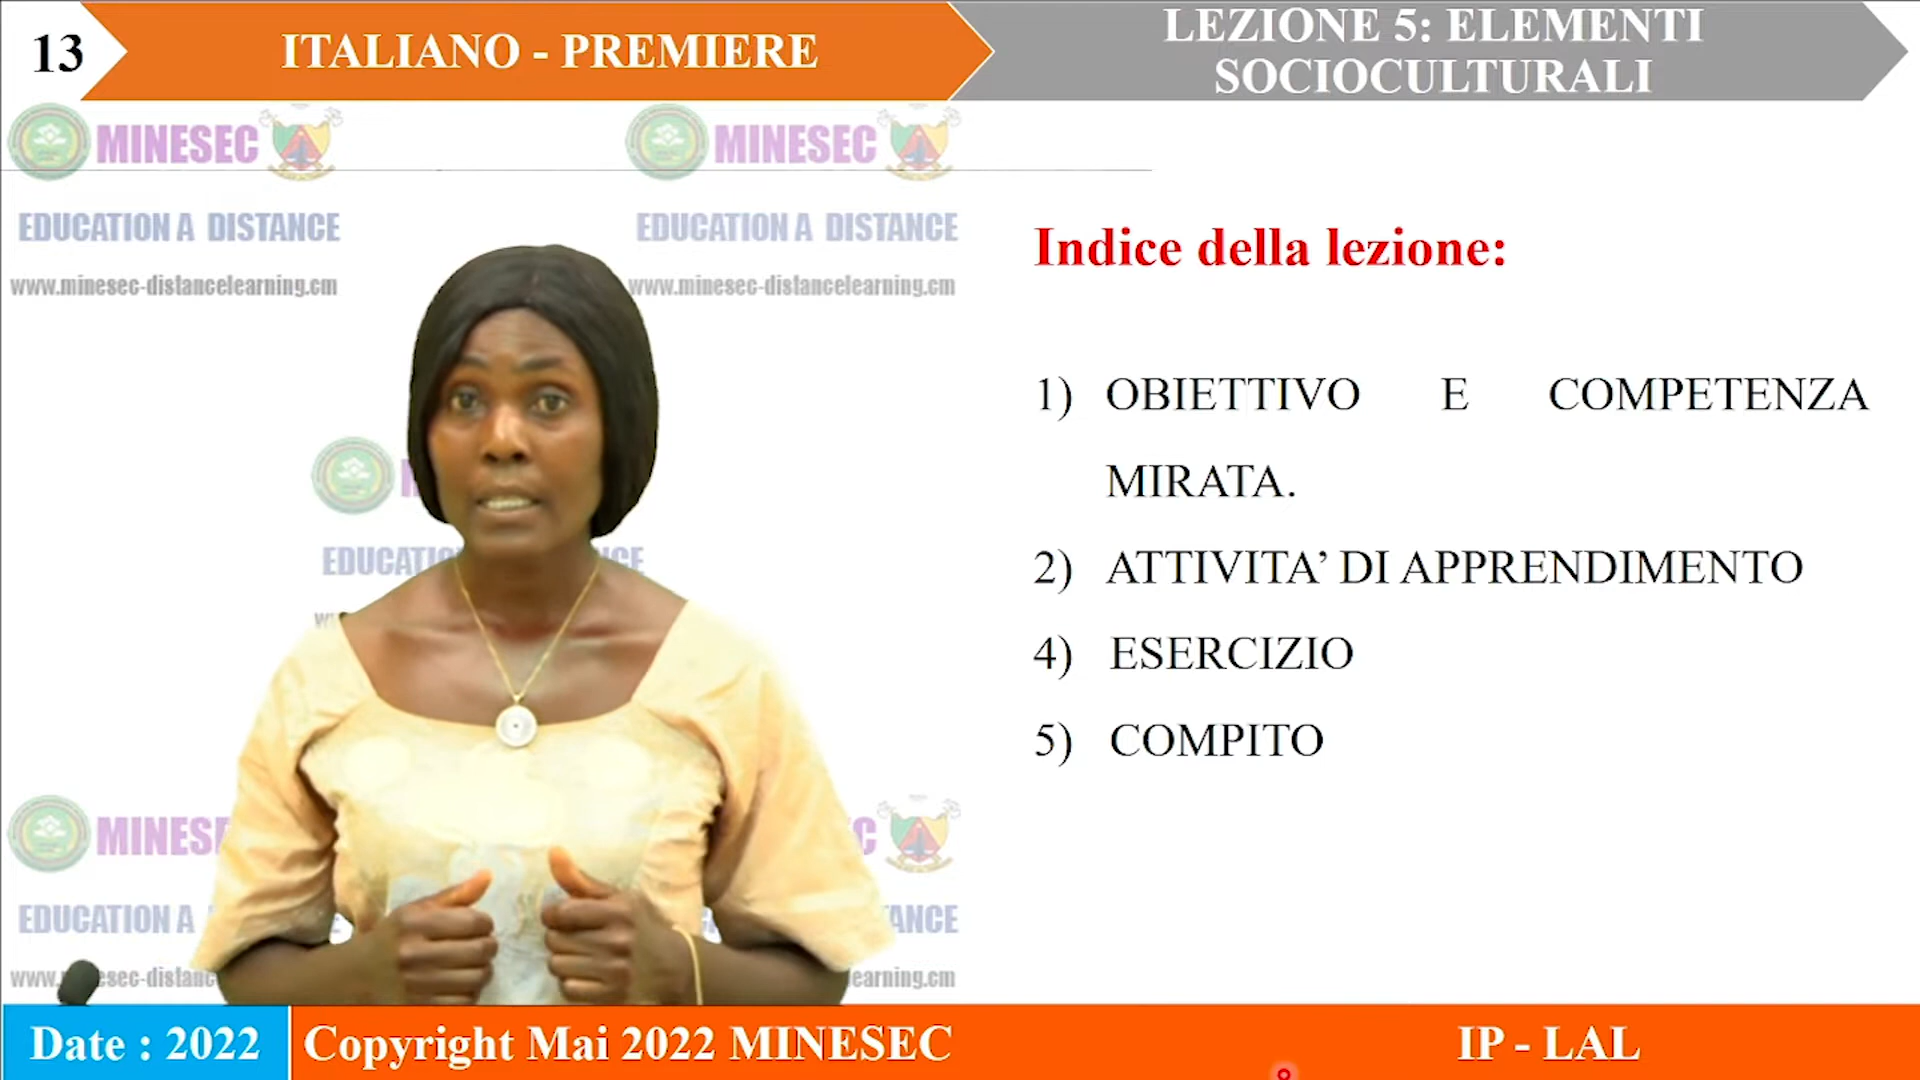 13
ITALIANO - PREMIERE
LEZIONE 5: ELEMENTI
SOCIOCULTURALI
MINESEC
MINESEC
EDUCATION A DISTANCE
EDUCATION A DISTANCE
www.minesec-distancelearning.cm
www.minesec-distancelearning.cm
Indice della lezione:
1) OBIETTIVO E COMPETENZA
MIRATA.
2) ATTIVITA’ DI APPRENDIMENTO
4) ESERCIZIO
5) COMPITO
MINESE
EDUCATION A
Date : 2022
Copyright Mai 2022 MINESEC
IP - LAL